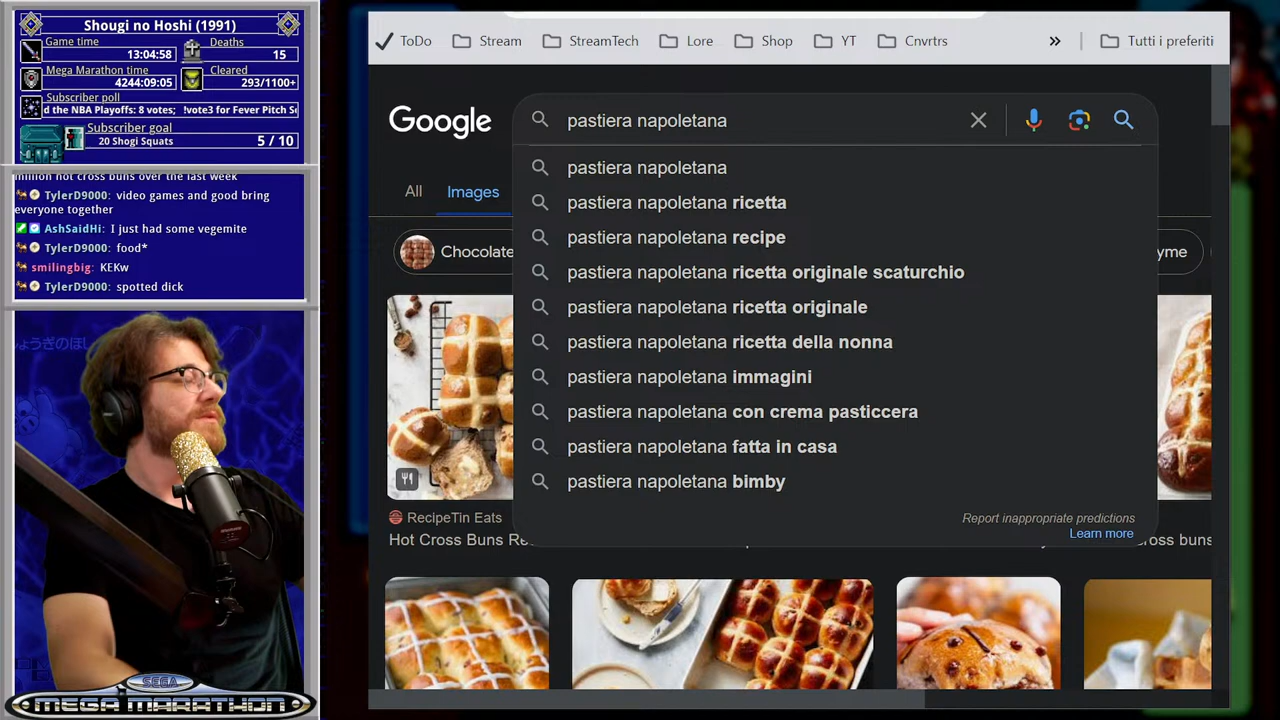 Shougi no Hoshi (1991)
Game time
13:04:58
Deaths
15
Mega Marathon time
4244:09:05
Cleared
293/1100+
Subscriber poll
d the NBA Playoffs: 8 votes; !vote3 for Fever Pitch S
Subscriber goal
20 Shogi Squats
5 / 10
million hot cross buns over the last week
TylerD9000: video games and good bring
everyone together
AshSaidHi: I just had some vegemite
TylerD9000: food*
smilingbig: KEKw
TylerD9000: spotted dick
しょうぎのほし
SEGA
MEGA MARATHON
ToDo
Stream
StreamTech
Lore
Shop
YT
Cnvrtrs
Tutti i preferiti
Google
pastiera napoletana
All
Images
Chocolate
yme
pastiera napoletana
pastiera napoletana ricetta
pastiera napoletana recipe
pastiera napoletana ricetta originale scaturchio
pastiera napoletana ricetta originale
pastiera napoletana ricetta della nonna
pastiera napoletana immagini
pastiera napoletana con crema pasticcera
pastiera napoletana fatta in casa
pastiera napoletana bimby
Report inappropriate predictions
Learn more
RecipeTin Eats
Hot Cross Buns Re
ross buns